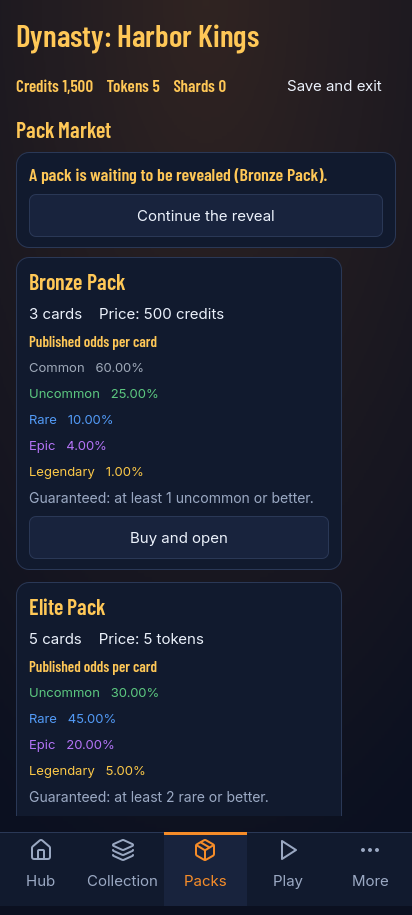 Dynasty: Harbor Kings
Credits 1,500 Tokens 5 Shards 0 Save and exit
Pack Market
A pack is waiting to be revealed (Bronze Pack).
Continue the reveal
Bronze Pack
3 cards Price: 500 credits
Published odds per card
Common 60.00%
Uncommon 25.00%
Rare 10.00%
Epic 4.00%
Legendary 1.00%
Guaranteed: at least 1 uncommon or better.
Buy and open
Elite Pack
5 cards Price: 5 tokens
Published odds per card
Uncommon 30.00%
Rare 45.00%
Epic 20.00%
Legendary 5.00%
Guaranteed: at least 2 rare or better.
Hub Collection Packs Play More